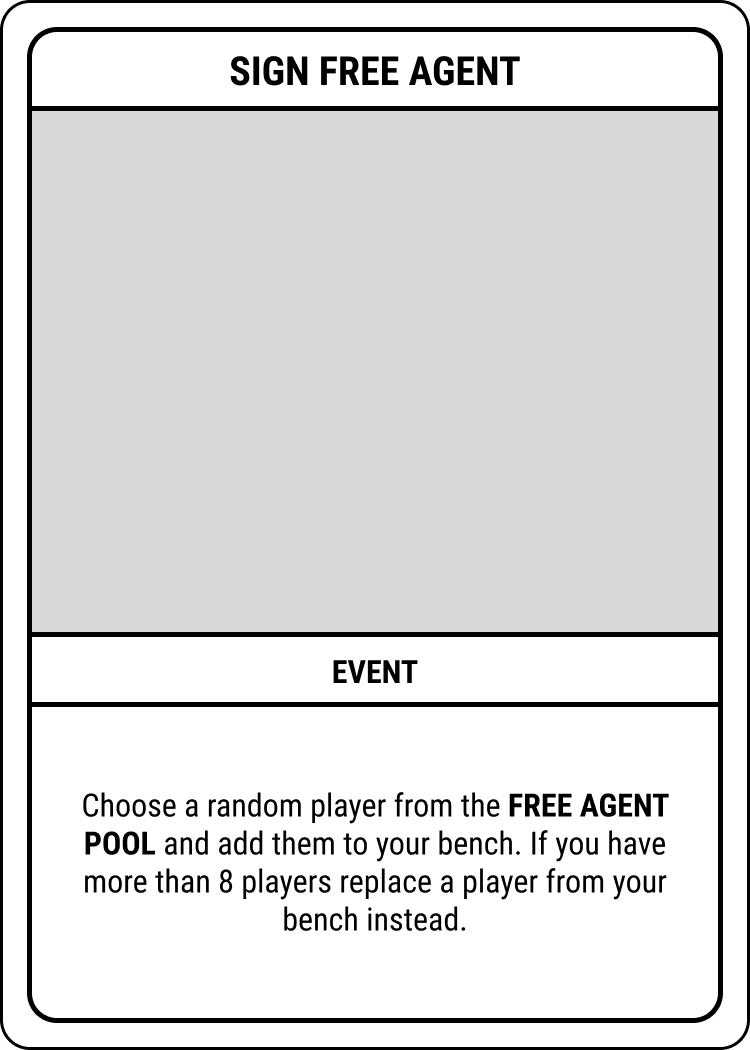 SIGN FREE AGENT
EVENT
Choose a random player from the FREE AGENT
POOL and add them to your bench. If you have
more than 8 players replace a player from your
bench instead.